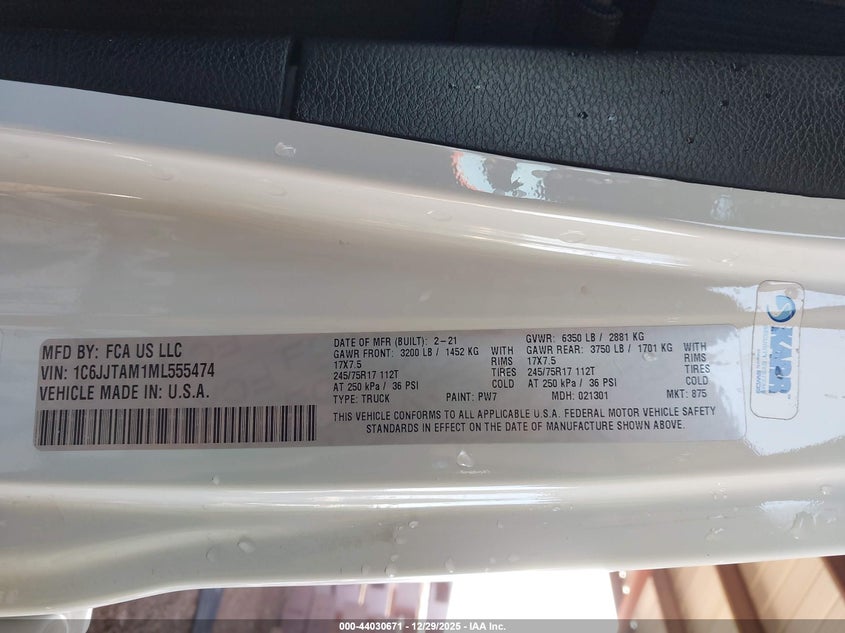 MFD BY: FCA US LLC
VIN: 1C6JJTAM1ML555474
VEHICLE MADE IN U.S.A.
DATE OF MFR (BUILT): 2-21
GAWR FRONT: 3200 LB / 1452 KG WITH
17X7.5 RIMS
245/75R17 112T TIRES
AT 250 kPa / 36 PSI COLD
TYPE: TRUCK PAINT: PW7
GVWR: 6350 LB / 2881 KG
GAWR REAR: 3750 LB / 1701 KG WITH
17X7.5 RIMS
245/75R17 112T TIRES
AT 250 kPa / 36 PSI COLD
MDH: 021301 MKT: 875
THIS VEHICLE CONFORMS TO ALL APPLICABLE U.S.A. FEDERAL MOTOR VEHICLE SAFETY
STANDARDS IN EFFECT ON THE DATE OF MANUFACTURE SHOWN ABOVE.
KARR
000-44030671 - 12/29/2025 - IAA Inc.